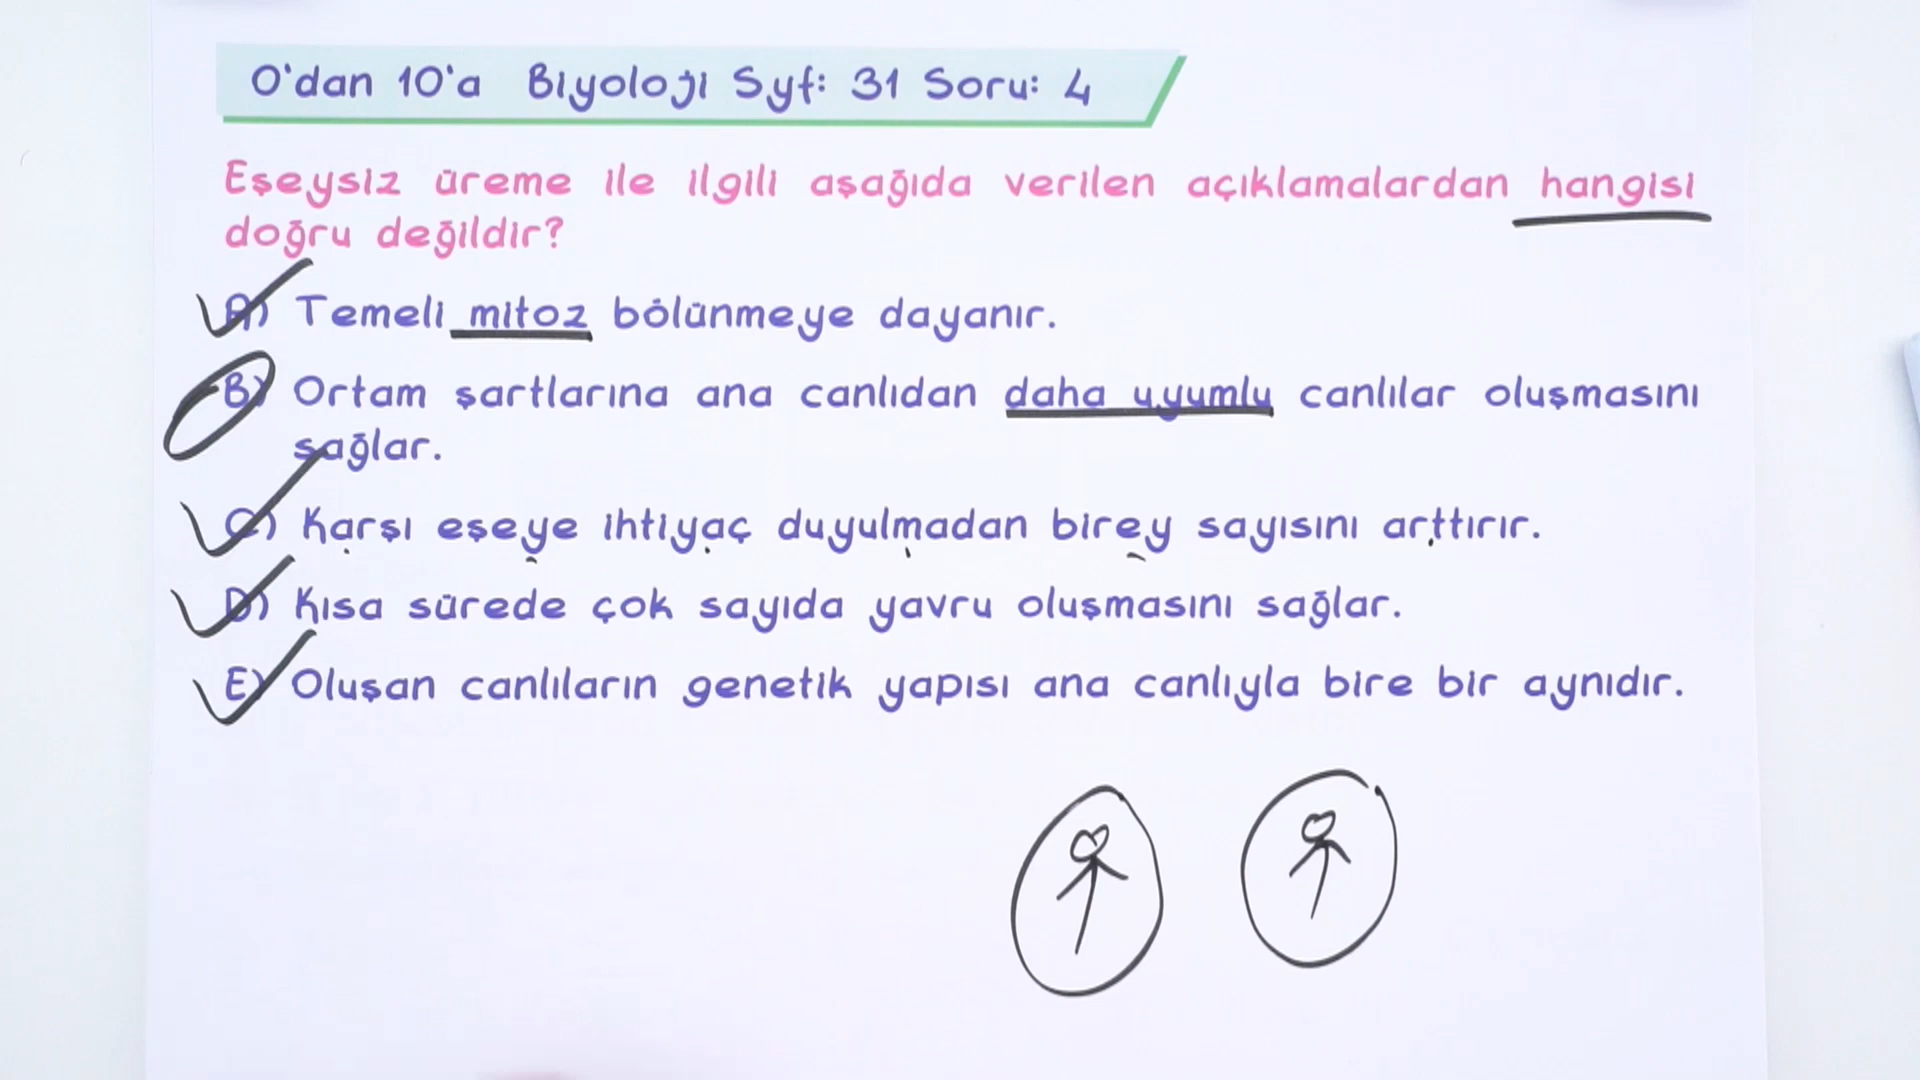 0'dan 10'a Biyoloji Syf: 31 Soru: 4
Eşeysiz üreme ile ilgili aşağıda verilen açıklamalardan hangisi
doğru değildir?
A) Temeli mitoz bölünmeye dayanır.
B) Ortam şartlarına ana canlıdan daha uyumlu canlılar oluşmasını
sağlar.
C) Karşı eşeye ihtiyaç duyulmadan birey sayısını arttırır.
D) Kısa sürede çok sayıda yavru oluşmasını sağlar.
E) Oluşan canlıların genetik yapısı ana canlıyla bire bir aynıdır.